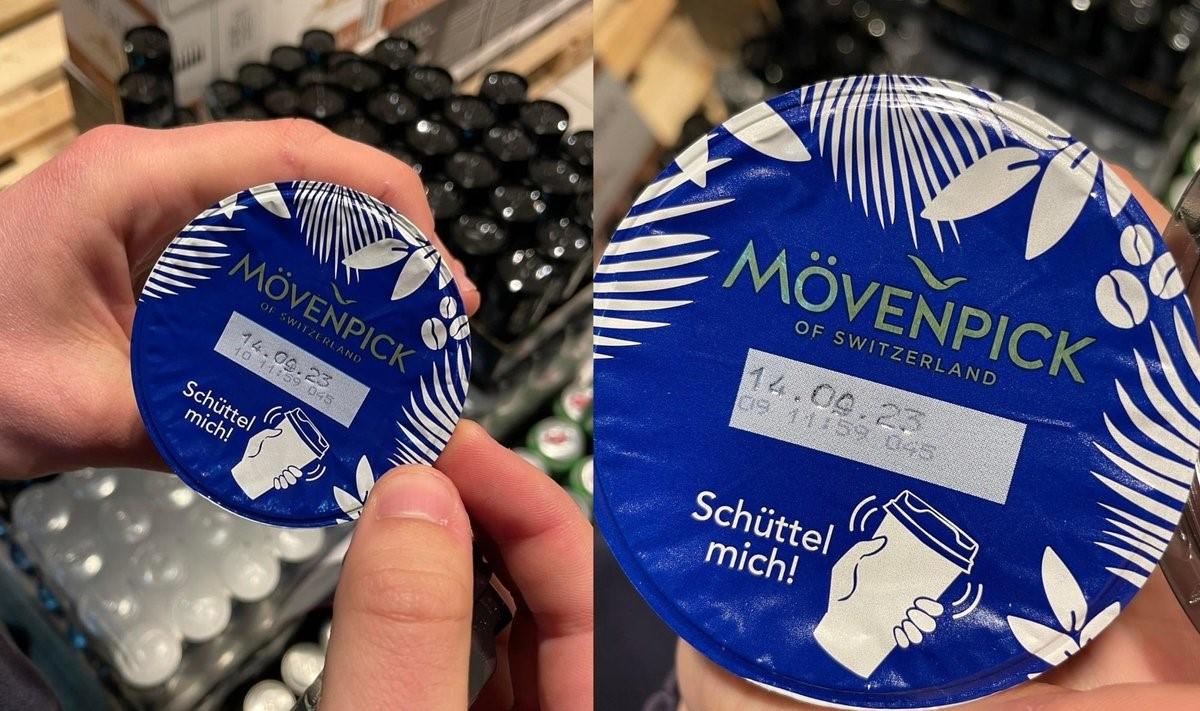 MÖVENPICK
OF SWITZERLAND
14.09.23
10 11:59 045
Schüttel
mich!
MÖVENPICK
OF SWITZERLAND
14.09.23
09 11:59 045
Schüttel
mich!